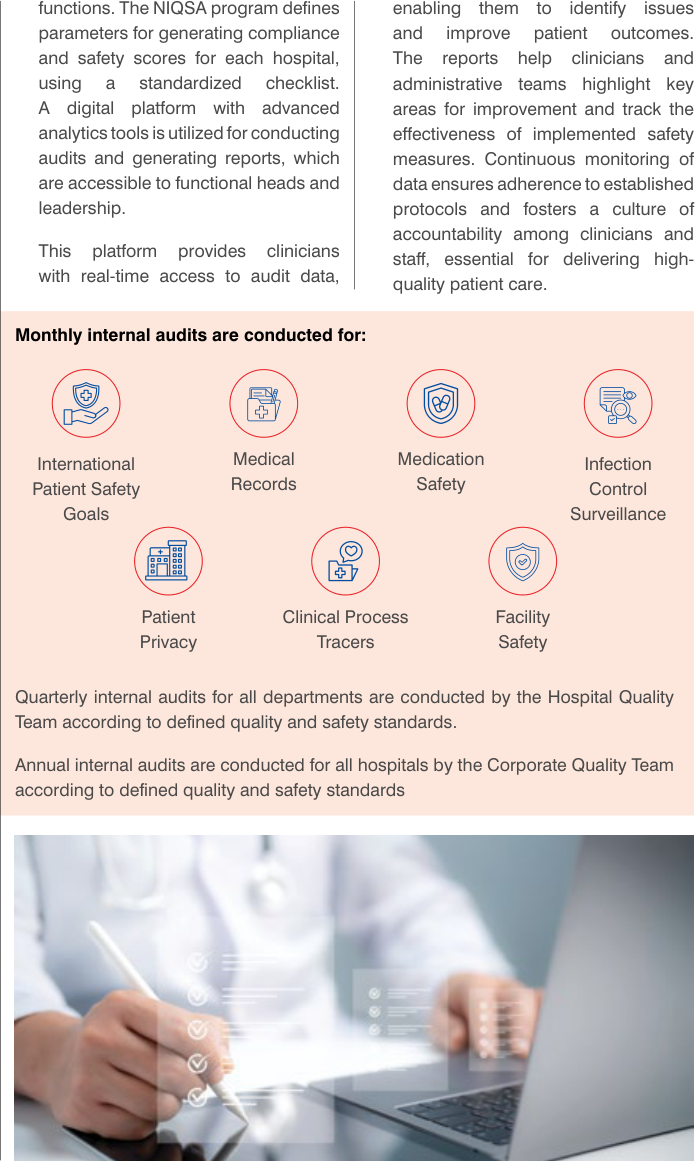 functions. The NIQSA program defines
parameters for generating compliance
and safety scores for each hospital,
using a standardized checklist.
A digital platform with advanced
analytics tools is utilized for conducting
audits and generating reports, which
are accessible to functional heads and
leadership.
This platform provides clinicians
with real-time access to audit data,
enabling them to identify issues
and improve patient outcomes.
The reports help clinicians and
administrative teams highlight key
areas for improvement and track the
effectiveness of implemented safety
measures. Continuous monitoring of
data ensures adherence to established
protocols and fosters a culture of
accountability among clinicians and
staff, essential for delivering high-
quality patient care.
Monthly internal audits are conducted for:
International
Patient Safety
Goals
Medical
Records
Medication
Safety
Infection
Control
Surveillance
Patient
Privacy
Clinical Process
Tracers
Facility
Safety
Quarterly internal audits for all departments are conducted by the Hospital Quality
Team according to defined quality and safety standards.
Annual internal audits are conducted for all hospitals by the Corporate Quality Team
according to defined quality and safety standards